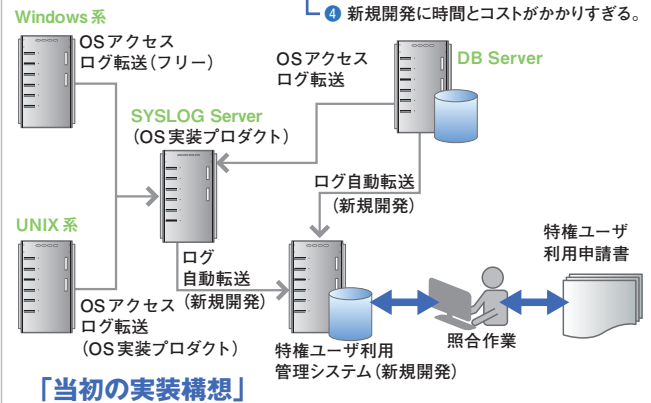 ❹ 新規開発に時間とコストがかかりすぎる。
Windows系
OSアクセス
ログ転送(フリー)
OSアクセス
ログ転送
DB Server
SYSLOG Server
(OS実装プロダクト)
ログ自動転送
(新規開発)
UNIX系
ログ
自動転送
(新規開発)
特権ユーザ
利用申請書
OSアクセス
ログ転送
(OS実装プロダクト)
照合作業
特権ユーザ利用
管理システム(新規開発)
「当初の実装構想」